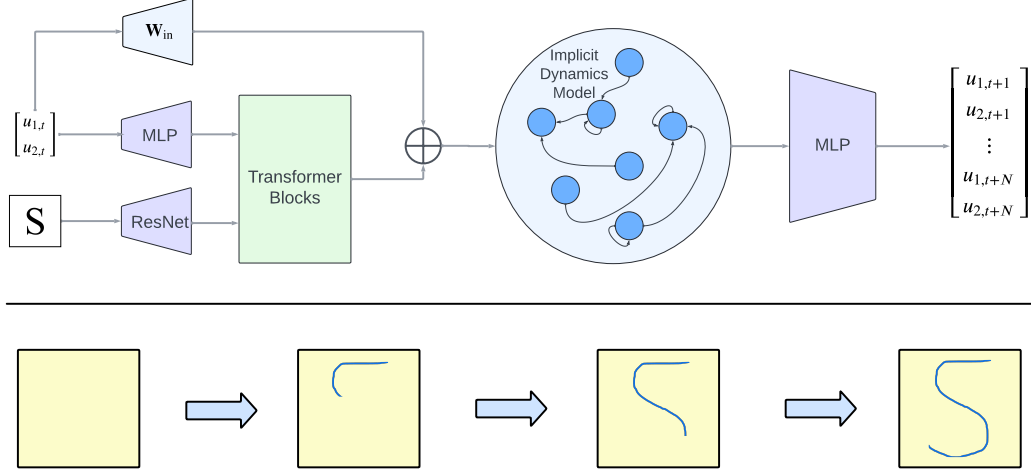 W_in
Implicit
Dynamics
Model
[u_{1,t}
u_{2,t}]
MLP
Transformer
Blocks
S
ResNet
MLP
[u_{1,t+1}
u_{2,t+1}
⋮
u_{1,t+N}
u_{2,t+N}]